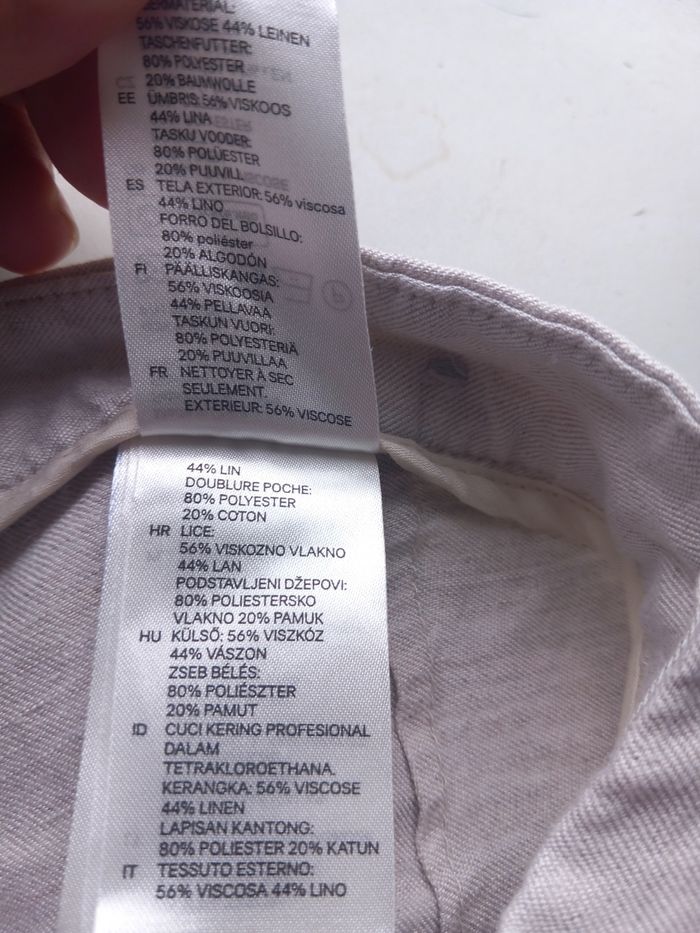 56% VISKOSE 44% LEINEN
TASCHENFUTTER:
80% POLYESTER
20% BAUMWOLLE
EE ÜMBRIS: 56% VISKOOS
44% LINA
TASKU VOODER:
80% POLÜESTER
20% PUUVILL
ES TELA EXTERIOR: 56% viscosa
44% LINO
FORRO DEL BOLSILLO:
80% poliéster
20% ALGODÓN
FI PÄÄLLISKANGAS:
56% VISKOOSIA
44% PELLAVAA
TASKUN VUORI:
80% POLYESTERIÄ
20% PUUVILLAA
FR NETTOYER À SEC
SEULEMENT.
EXTERIEUR: 56% VISCOSE
44% LIN
DOUBLURE POCHE:
80% POLYESTER
20% COTON
HR LICE:
56% VISKOZNO VLAKNO
44% LAN
PODSTAVLJENI DŽEPOVI:
80% POLIESTERSKO
VLAKNO 20% PAMUK
HU KÜLSŐ: 56% VISZKÓZ
44% VÁSZON
ZSEB BÉLÉS:
80% POLIÉSZTER
20% PAMUT
ID CUCI KERING PROFESIONAL
DALAM
TETRAKLOROETHANA.
KERANGKA: 56% VISCOSE
44% LINEN
LAPISAN KANTONG:
80% POLIESTER 20% KATUN
IT TESSUTO ESTERNO:
56% VISCOSA 44% LINO